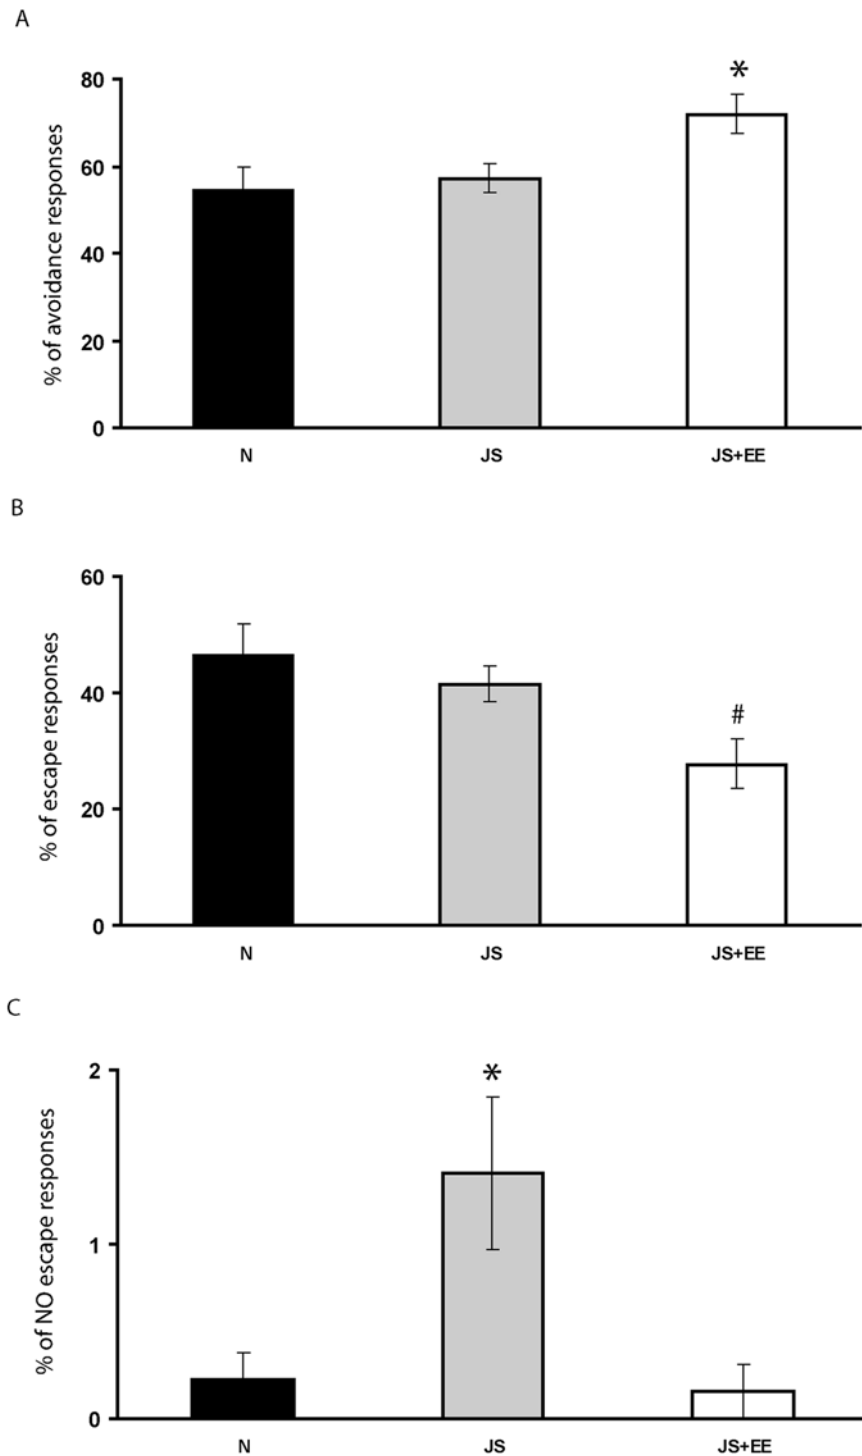 A
% of avoidance responses
80
60
40
20
0
*
N JS JS+EE
B
% of escape responses
60
40
20
0
#
N JS JS+EE
C
% of NO escape responses
2
1
0
*
N JS JS+EE